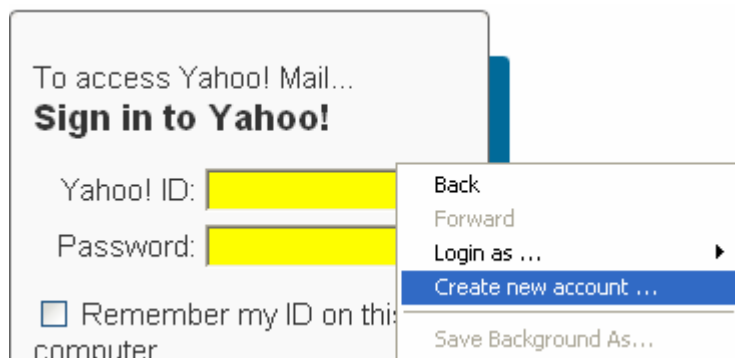 To access Yahoo! Mail...
Sign in to Yahoo!
Yahoo! ID:
Password:
Remember my ID on this
computer
Back
Forward
Login as ...
Create new account ...
Save Background As...